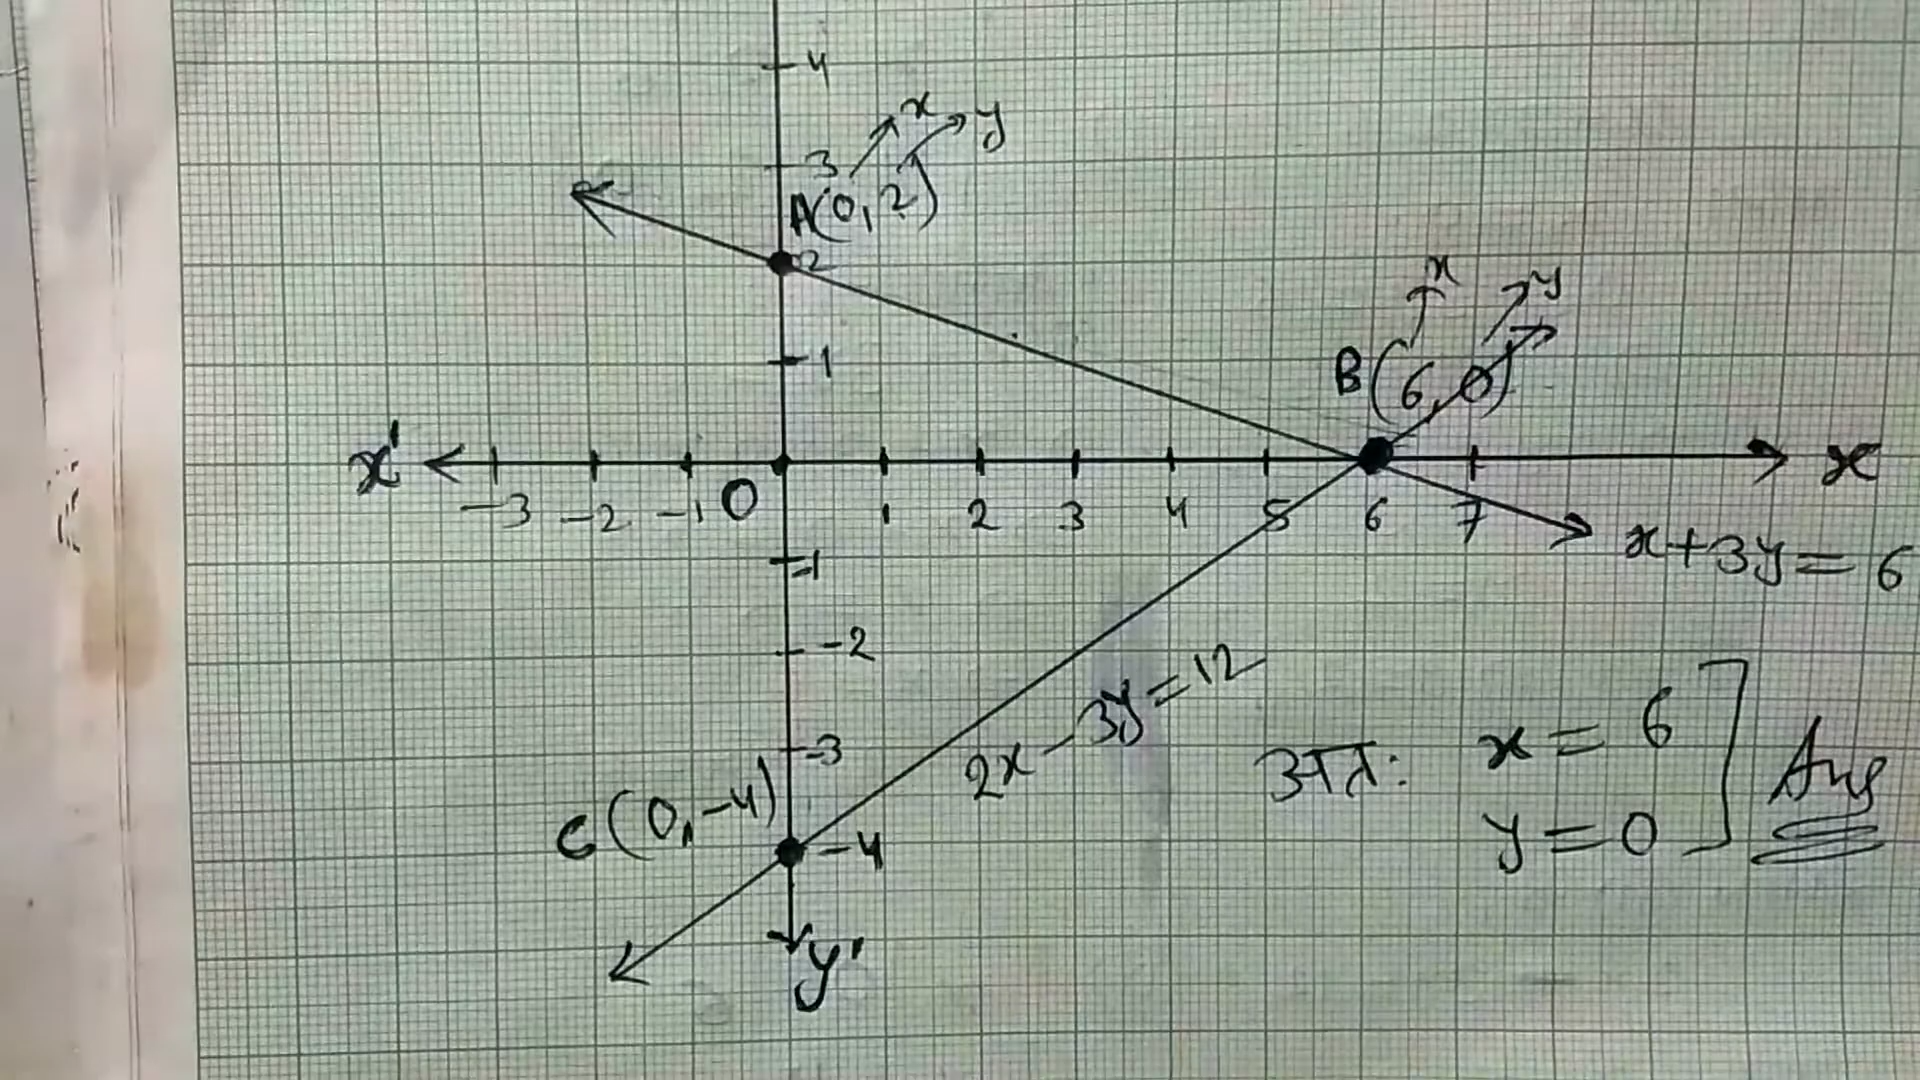 4
x
y
3
A(0,2)
2
x
y
1
B(6,0)
x'
x
-3
-2
-1
0
1
2
3
4
5
6
7
x+3y=6
-1
-2
2x-3y=12
-3
x=6
अतः:
Ans
C(0,-4)
y=0
-4
y'